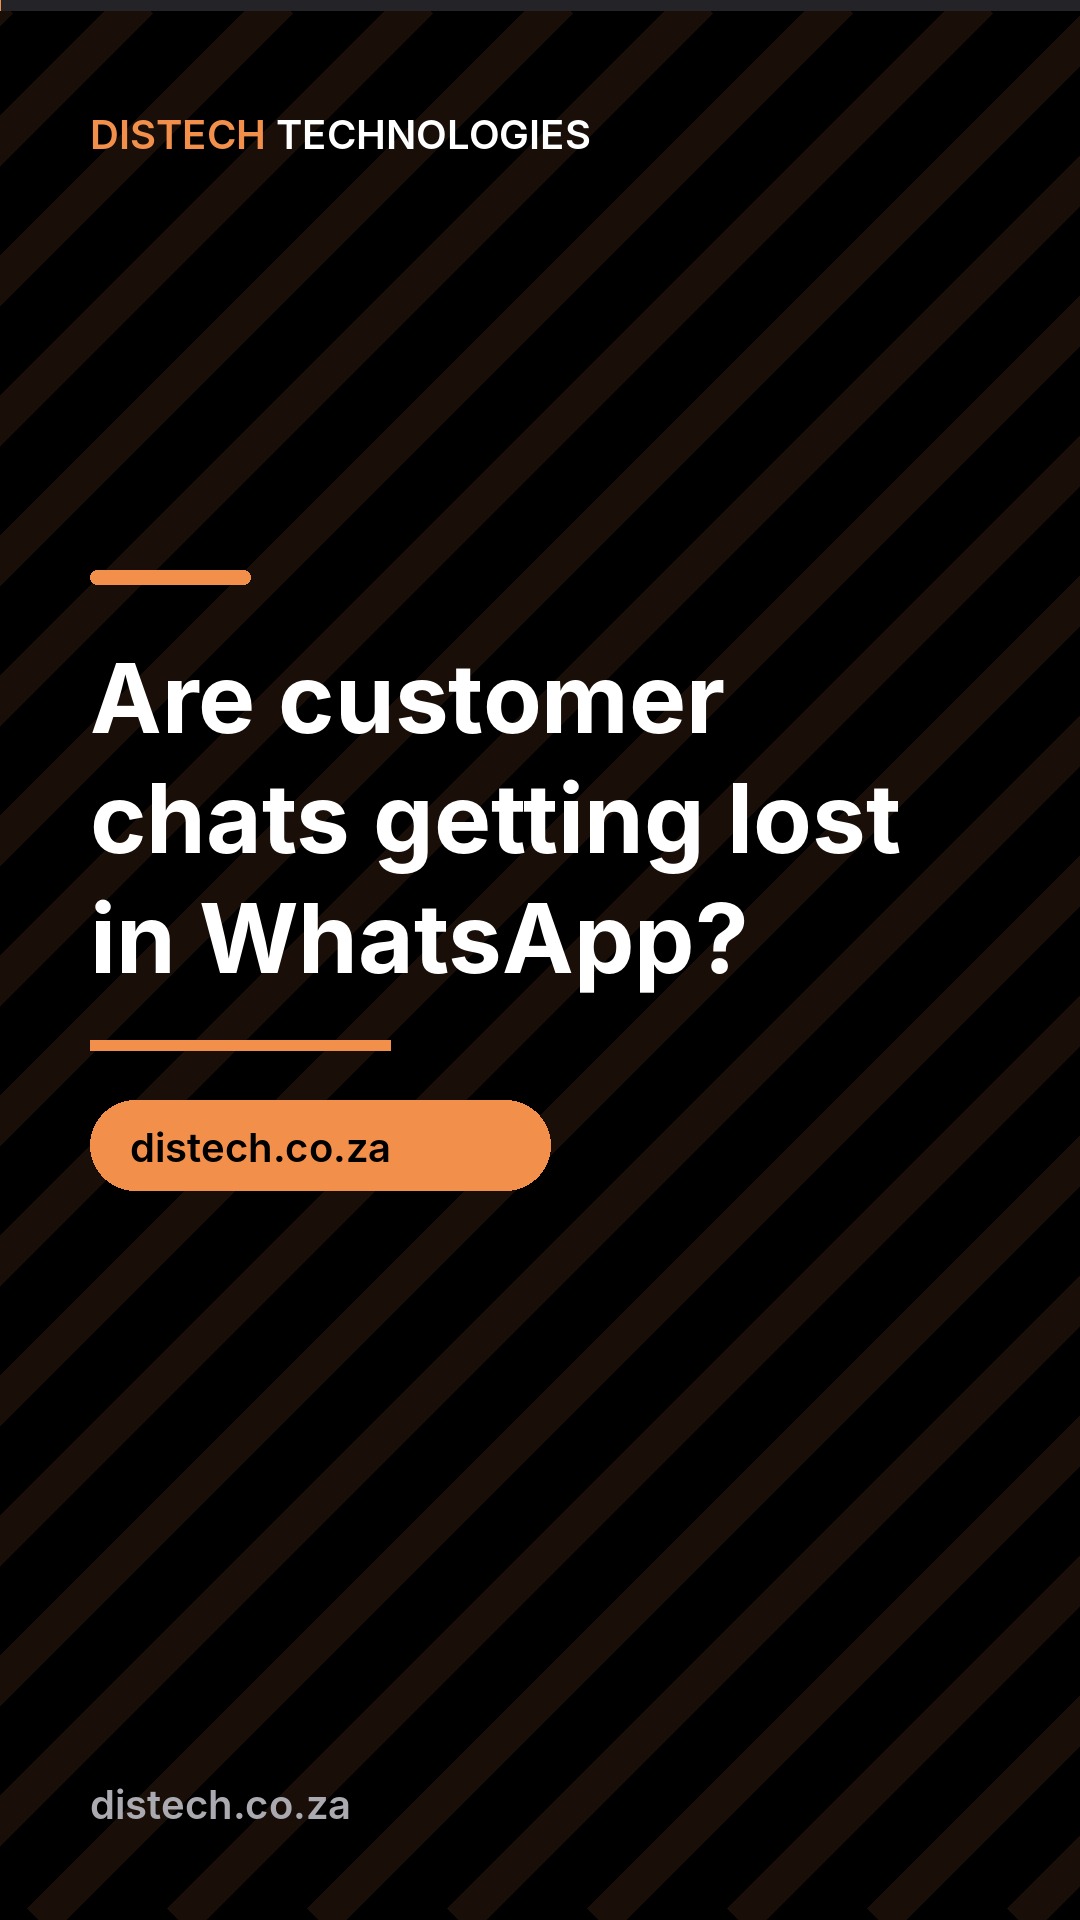 DISTECH TECHNOLOGIES
Are customer
chats getting lost
in WhatsApp?
distech.co.za
distech.co.za